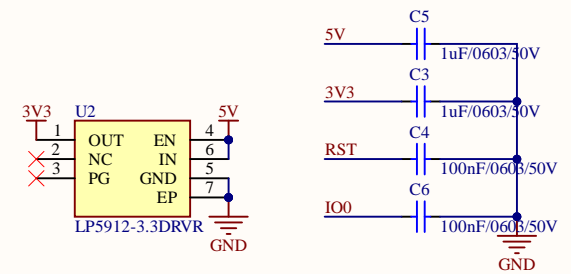 C5
5V
1uF/0603/50V
C3
3V3
1uF/0603/50V
C4
RST
100nF/0603/50V
C6
IO0
100nF/0603/50V
GND
3V3
U2
5V
1
OUT
EN
4
2
NC
IN
6
3
PG
GND
5
EP
7
LP5912-3.3DRVR
GND